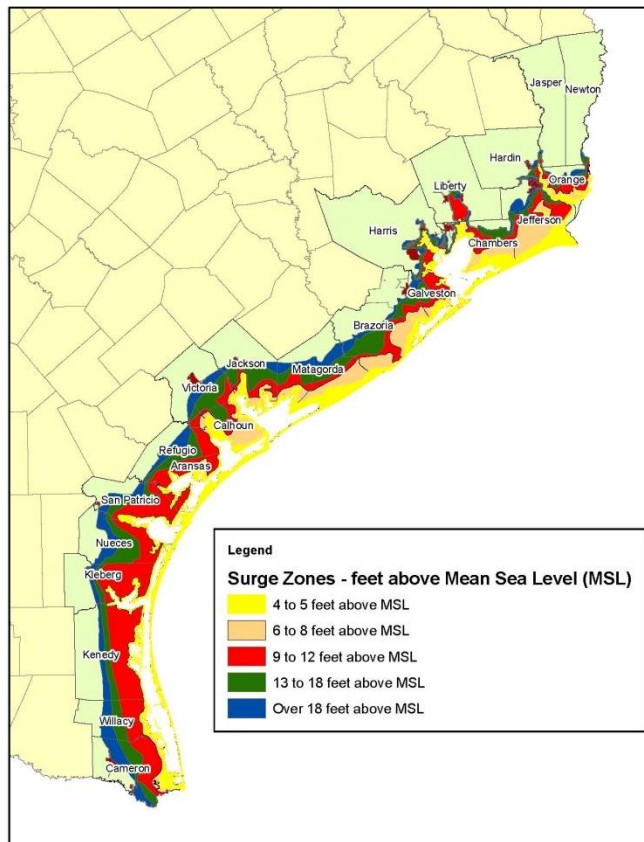 Jasper
Newton
Hardin
Orange
Liberty
Jefferson
Harris
Chambers
Galveston
Brazoria
Jackson
Matagorda
Victoria
Calhoun
Refugio
Aransas
San Patricio
Nueces
Kleberg
Kenedy
Willacy
Cameron
Legend
Surge Zones - feet above Mean Sea Level (MSL)
4 to 5 feet above MSL
6 to 8 feet above MSL
9 to 12 feet above MSL
13 to 18 feet above MSL
Over 18 feet above MSL